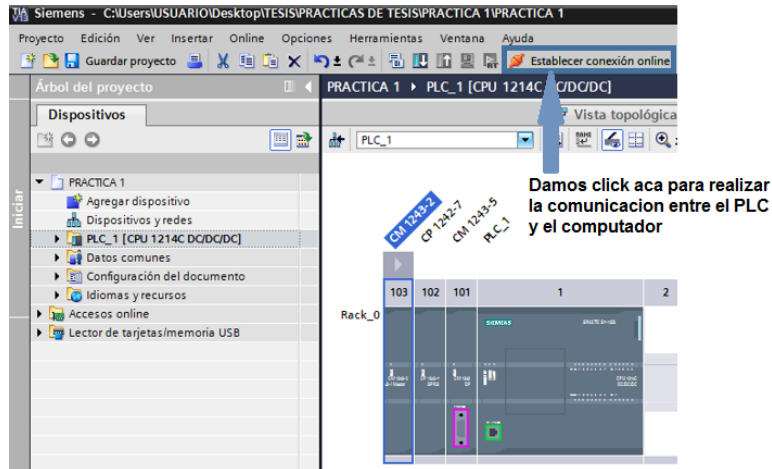 TIA Siemens - C:\Users\USUARIO\Desktop\TESIS\PRACTICAS DE TESIS\PRACTICA 1\PRACTICA 1
Proyecto Edición Ver Insertar Online Opciones Herramientas Ventana Ayuda
Guardar proyecto Establecer conexión online
Árbol del proyecto
PRACTICA 1 PLC_1 [CPU 1214C DC/DC/DC]
Dispositivos
Vista topológica
PLC_1
Iniciar
PRACTICA 1
Agregar dispositivo
Dispositivos y redes
PLC_1 [CPU 1214C DC/DC/DC]
Datos comunes
Configuración del documento
Idiomas y recursos
Accesos online
Lector de tarjetas/memoria USB
Damos click aca para realizar
la comunicacion entre el PLC
y el computador
CM 1243-2
CP 1242-7
CM 1243-5
PLC_1
103 102 101 1 2
Rack_0
SIEMENS